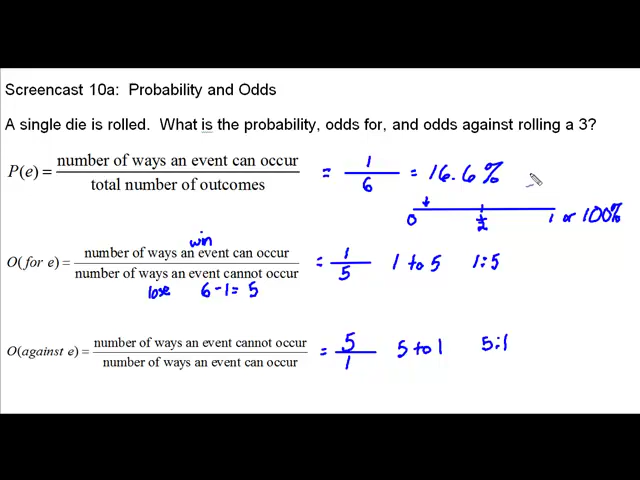 Screencast 10a: Probability and Odds
A single die is rolled. What is the probability, odds for, and odds against rolling a 3?
P(e) = number of ways an event can occur / total number of outcomes = 1/6 = 16.6%
0 1/2 1 or 100%
win
O(for e) = number of ways an event can occur / number of ways an event cannot occur = 1/5 1 to 5 1:5
lose 6-1=5
O(against e) = number of ways an event cannot occur / number of ways an event can occur = 5/1 5 to 1 5:1